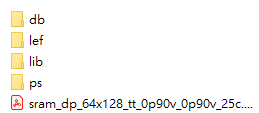 db
lef
lib
ps
sram_dp_64x128_tt_0p90v_0p90v_25c....